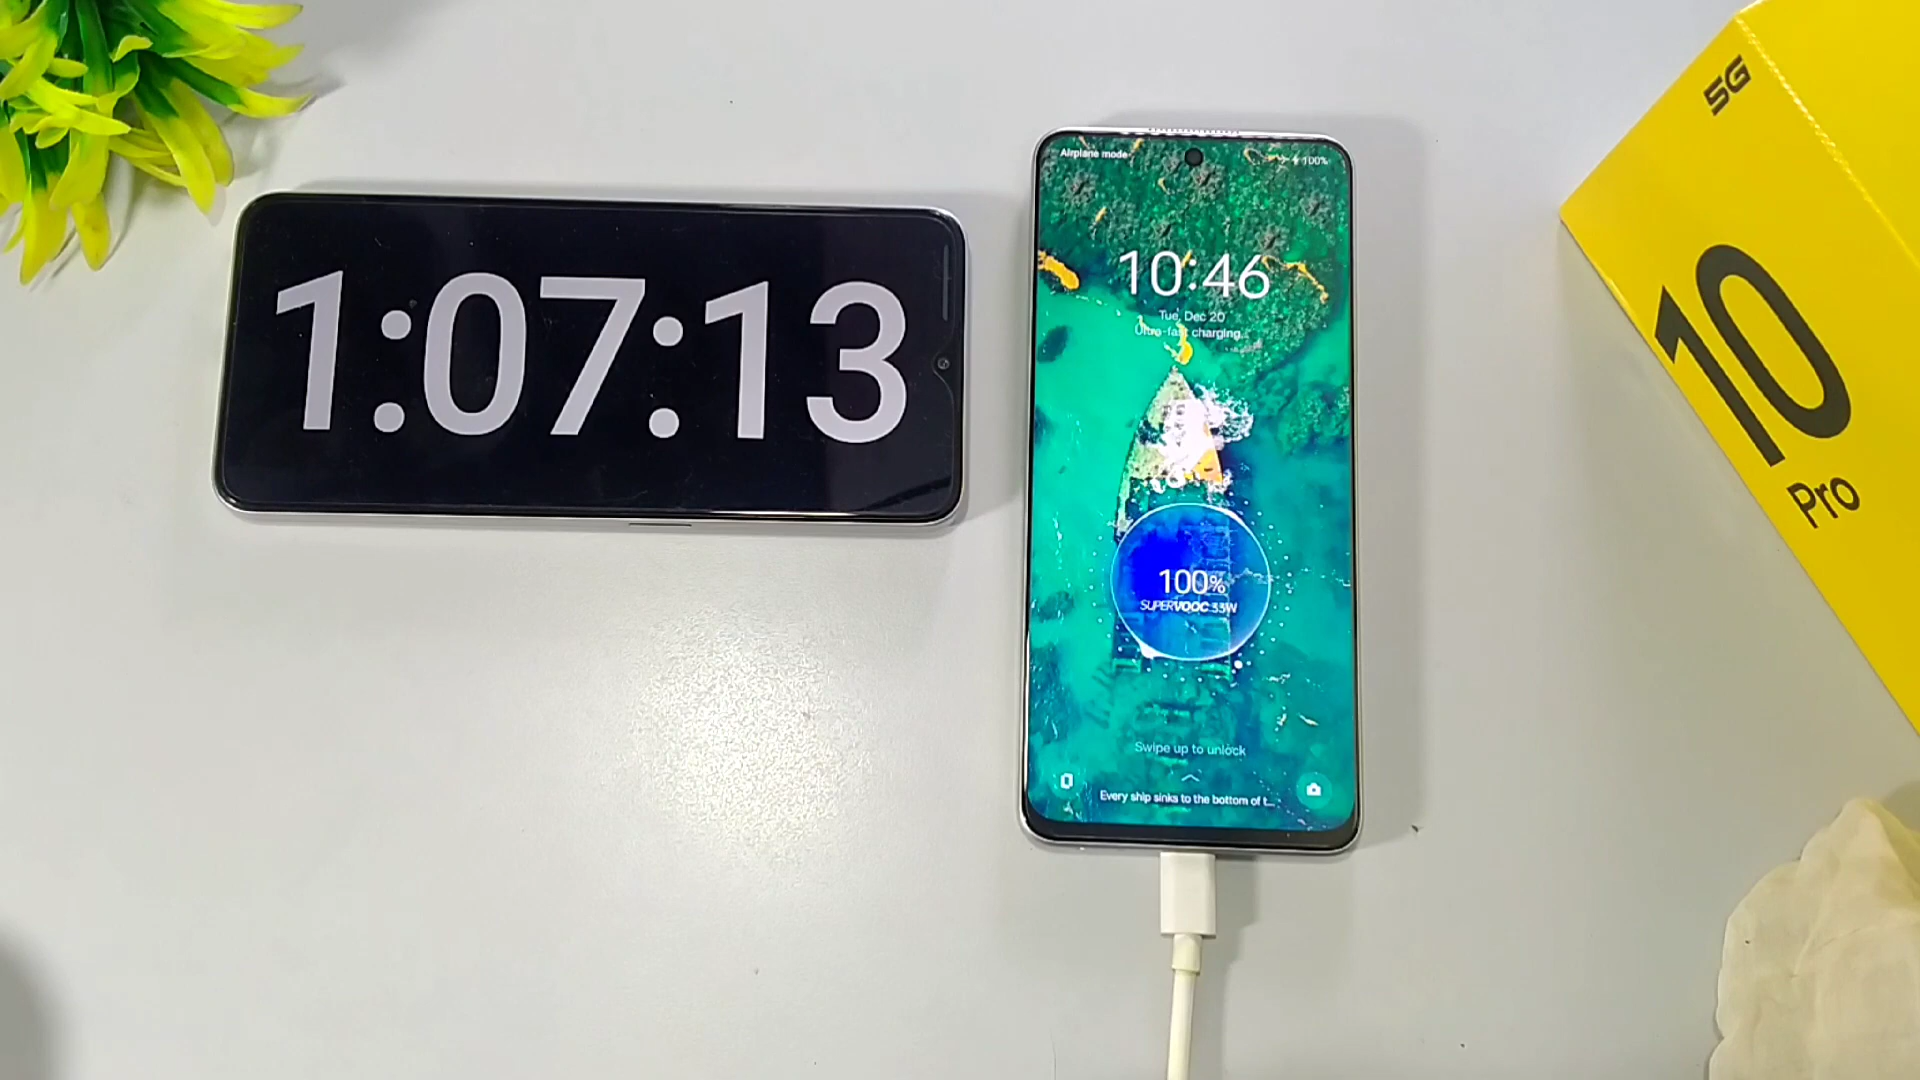 1:07:13
Airplane mode
100%
10:46
Tue, Dec 20
Ultra-fast charging...
100%
SUPERVOOC 33W
Swipe up to unlock
Every ship sinks to the bottom of t...
5G
10
Pro